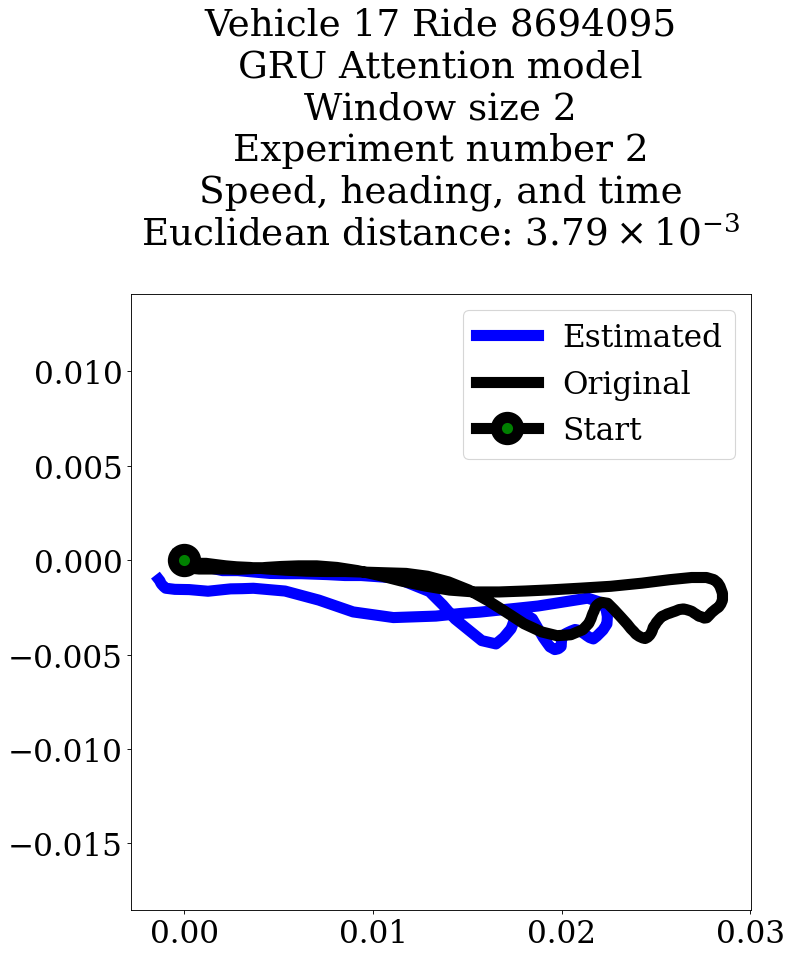 Vehicle 17 Ride 8694095
GRU Attention model
Window size 2
Experiment number 2
Speed, heading, and time
Euclidean distance: 3.79 × 10⁻³
Estimated
Original
Start
0.010
0.005
0.000
−0.005
−0.010
−0.015
0.00 0.01 0.02 0.03